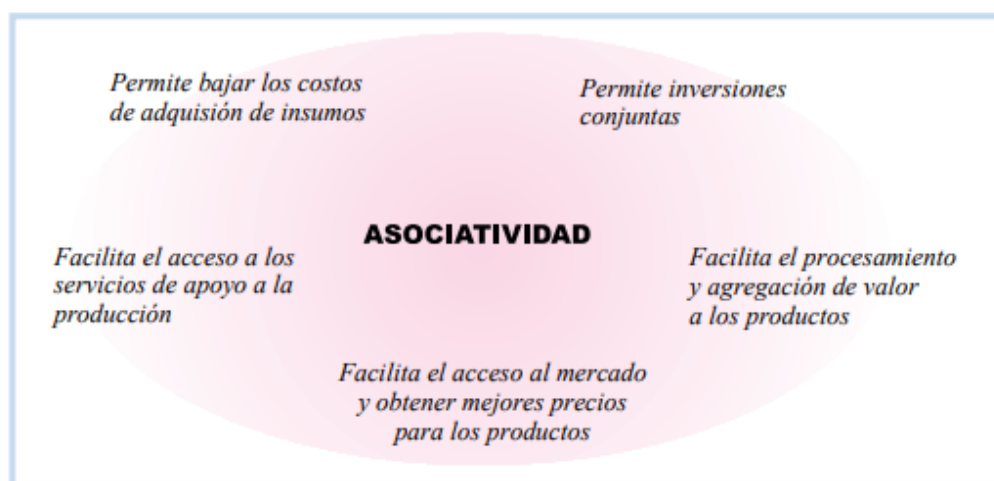 Permite bajar los costos
de adquisión de insumos
Permite inversiones
conjuntas
ASOCIATIVIDAD
Facilita el acceso a los
servicios de apoyo a la
producción
Facilita el procesamiento
y agregación de valor
a los productos
Facilita el acceso al mercado
y obtener mejores precios
para los productos